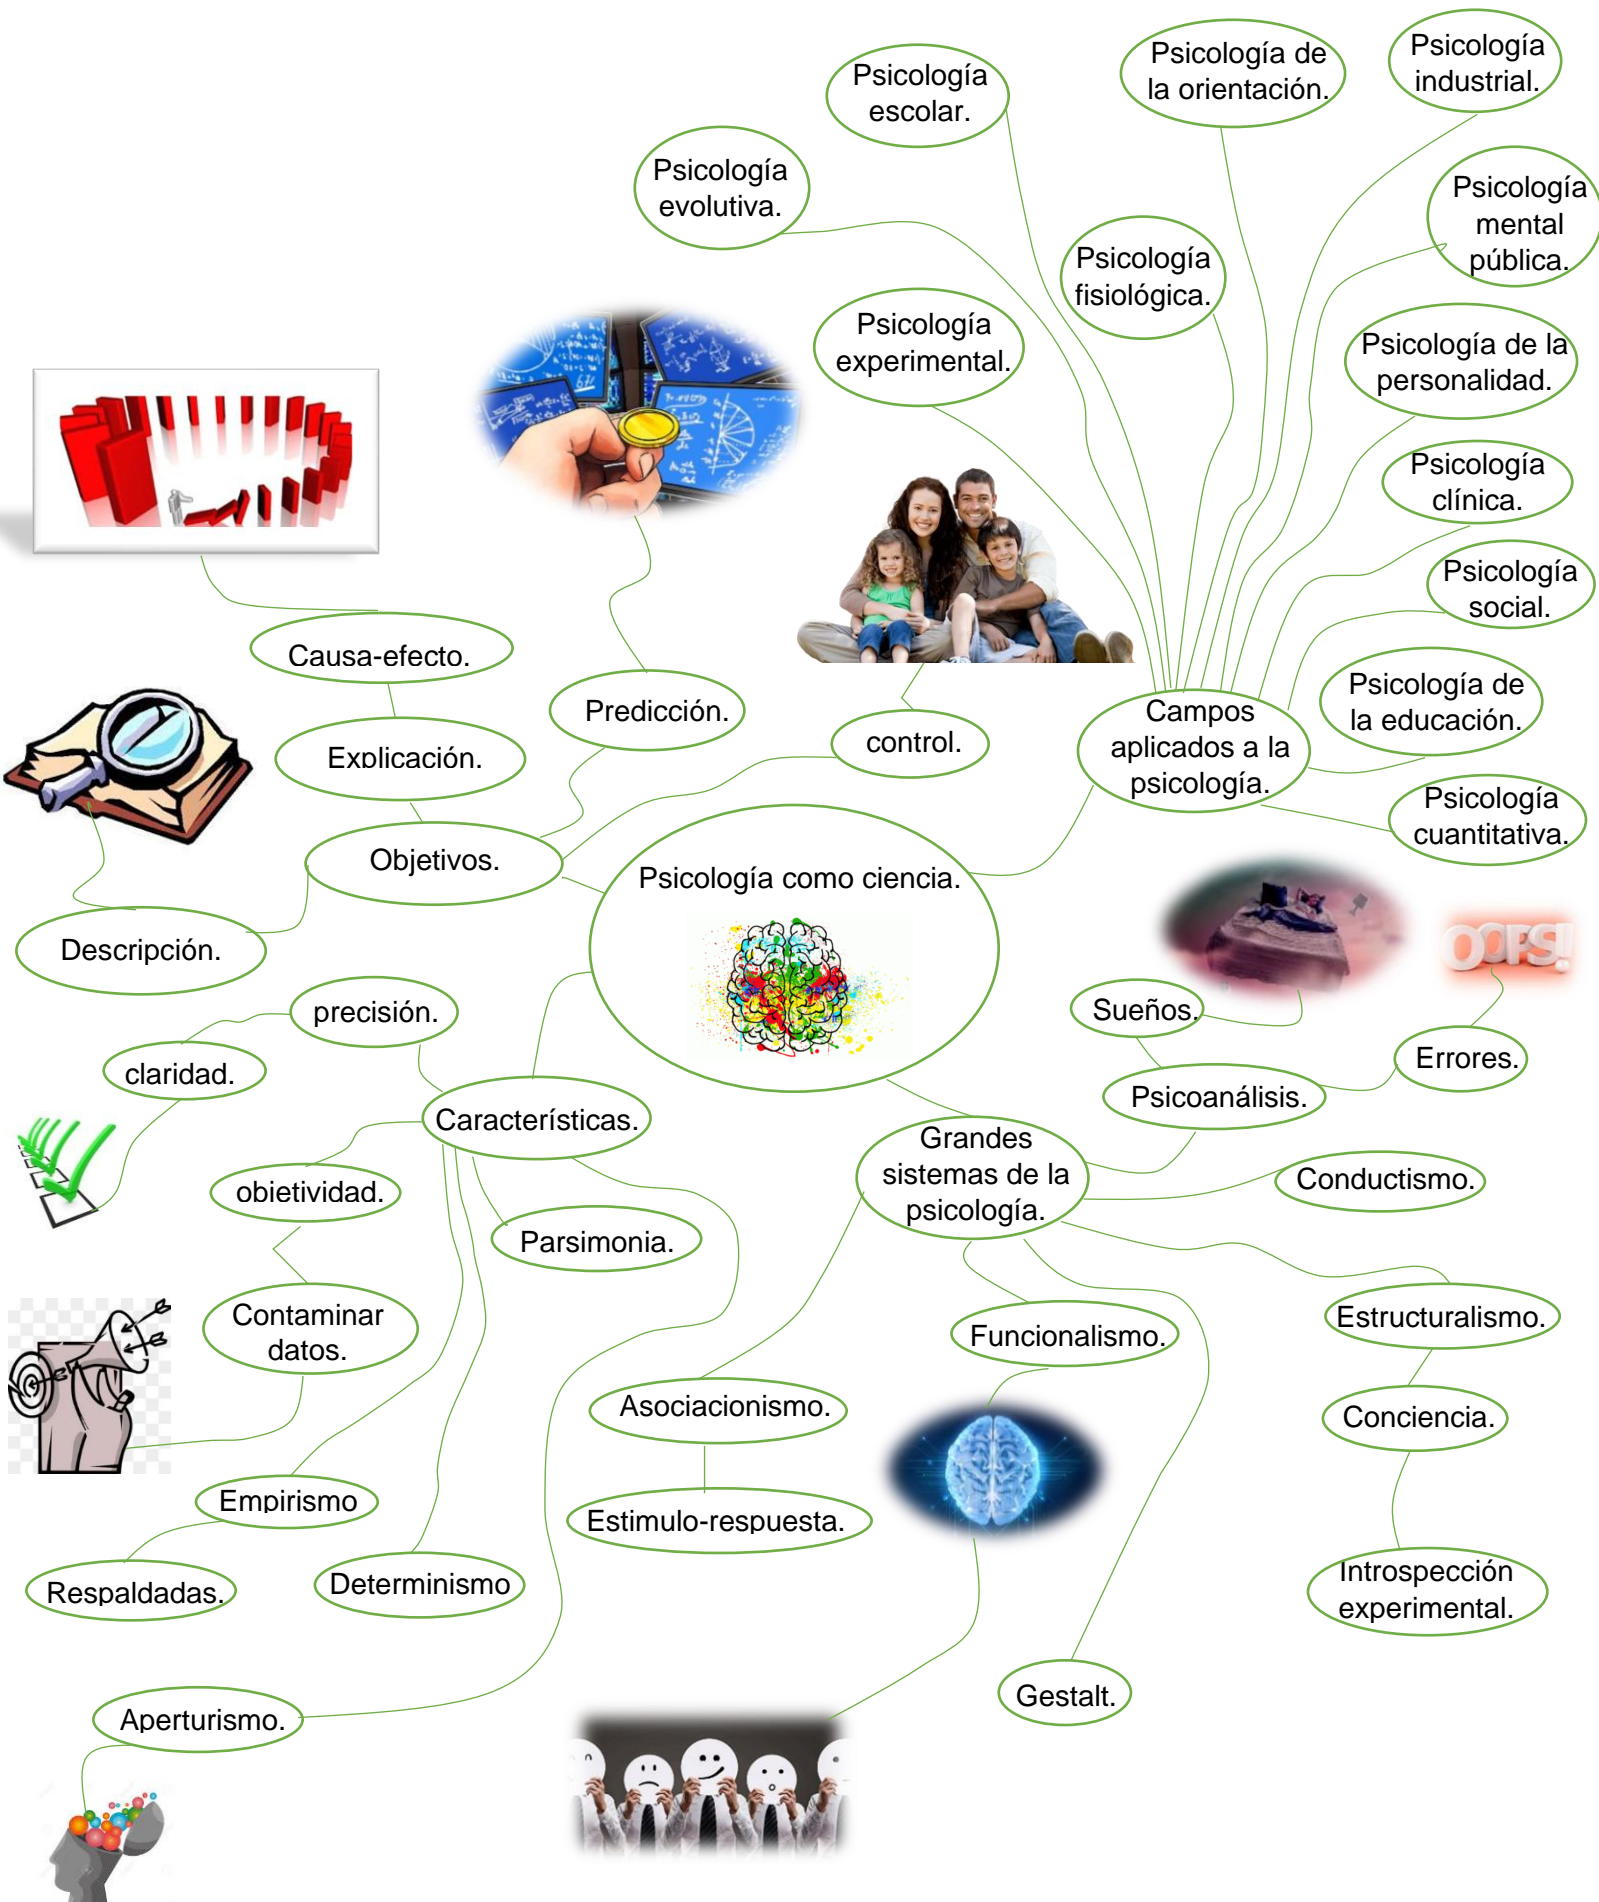 Psicología
industrial.
Psicología de
la orientación.
Psicología
escolar.
Psicología
evolutiva.
Psicología
mental
pública.
Psicología
fisiológica.
Psicología
experimental.
Psicología de la
personalidad.
Psicología
clínica.
Psicología
social.
Psicología de
la educación.
Psicología
cuantitativa.
Campos
aplicados a la
psicología.
Causa-efecto.
Predicción.
control.
Explicación.
Objetivos.
Descripción.
Psicología como ciencia.
OOPS!
Sueños.
Errores.
Psicoanálisis.
precisión.
claridad.
Características.
objetividad.
Parsimonia.
Contaminar
datos.
Grandes
sistemas de la
psicología.
Conductismo.
Funcionalismo.
Estructuralismo.
Asociacionismo.
Conciencia.
Estimulo-respuesta.
Empirismo
Respaldadas.
Determinismo
Introspección
experimental.
Gestalt.
Aperturismo.